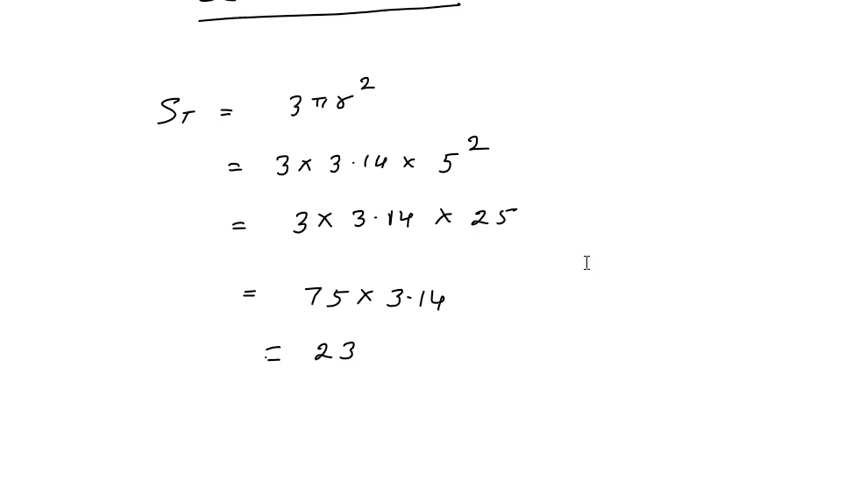 S_T = 3πr²
= 3 × 3·14 × 5²
= 3 × 3·14 × 25
= 75 × 3·14
= 23